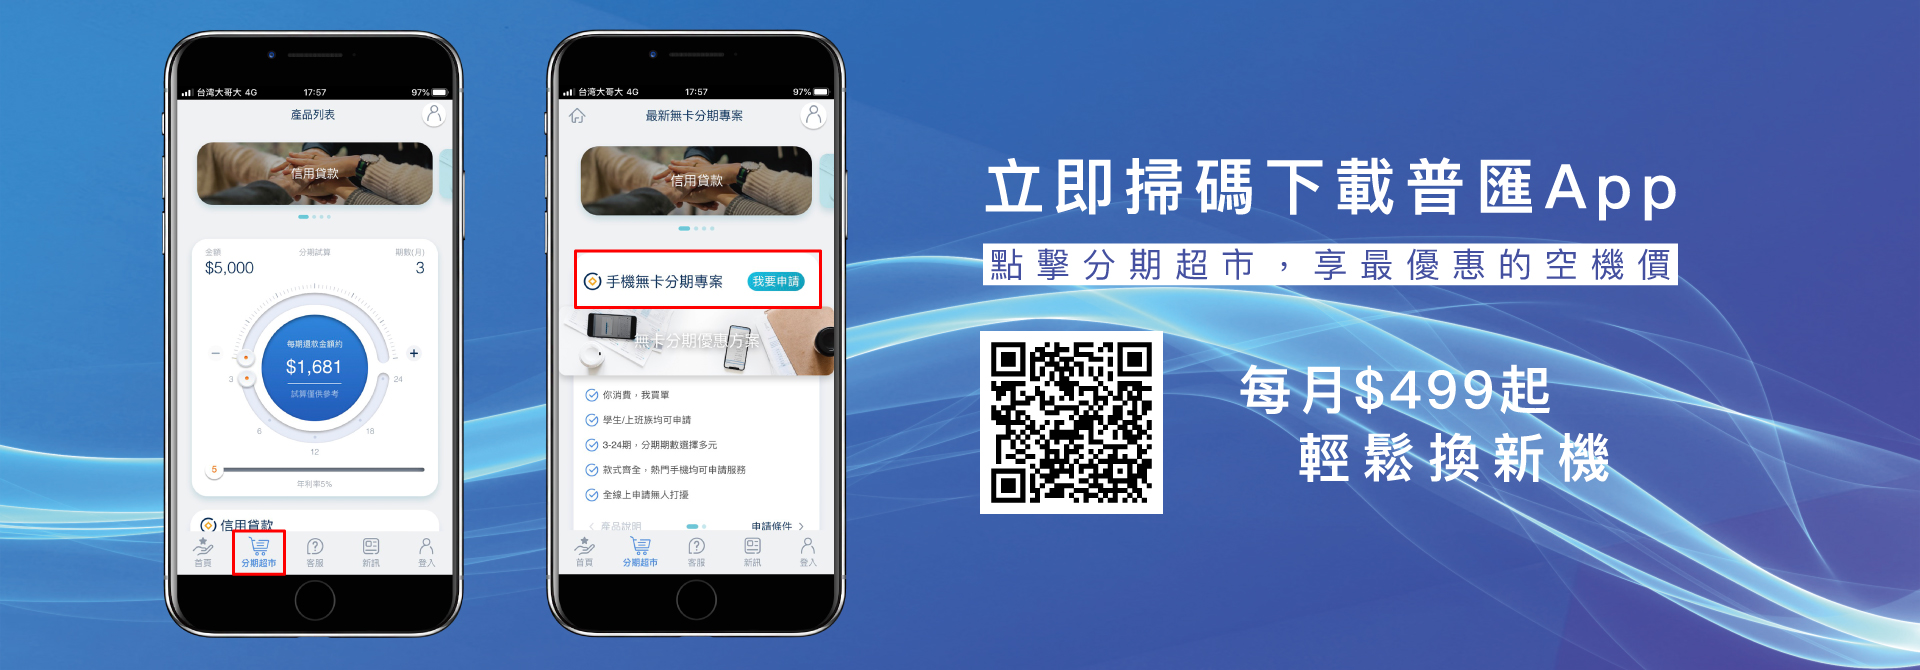 台湾大哥大 4G
17:57
97%
產品列表
信用貸款
金額
分期試算
期數(月)
$5,000
3
每期還款金額約
$1,681
試算僅供參考
3
24
6
18
12
5
年利率5%
信用貸款
首頁
分期超市
客服
新訊
登入
台湾大哥大 4G
17:57
97%
最新無卡分期專案
信用貸款
手機無卡分期專案
我要申請
無卡分期優惠方案
你消費，我買單
學生/上班族均可申請
3-24期，分期期數選擇多元
款式齊全，熱門手機均可申請服務
全線上申請無人打擾
產品說明
申請條件
首頁
分期超市
客服
新訊
登入
立即掃碼下載普匯App
點擊分期超市，享最優惠的空機價
每月$499起
輕鬆換新機